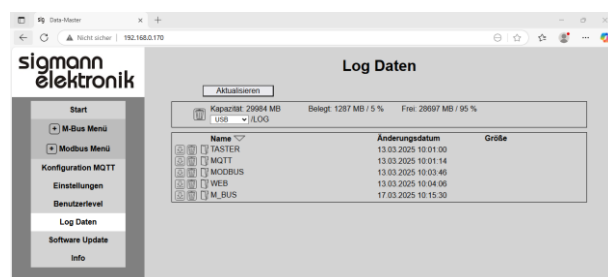 Data-Master
Nicht sicher | 192.168.0.170
sigmann
elektronik
Log Daten
Aktualisieren
Kapazität: 29984 MB Belegt: 1287 MB / 5 % Frei: 28697 MB / 95 %
USB /LOG
Start
M-Bus Menü
Modbus Menü
Konfiguration MQTT
Einstellungen
Benutzerlevel
Log Daten
Software Update
Info
Name Änderungsdatum Größe
TASTER 13.03.2025 10:01:00
MQTT 13.03.2025 10:01:14
MODBUS 13.03.2025 10:03:46
WEB 13.03.2025 10:04:06
M_BUS 17.03.2025 10:15:30